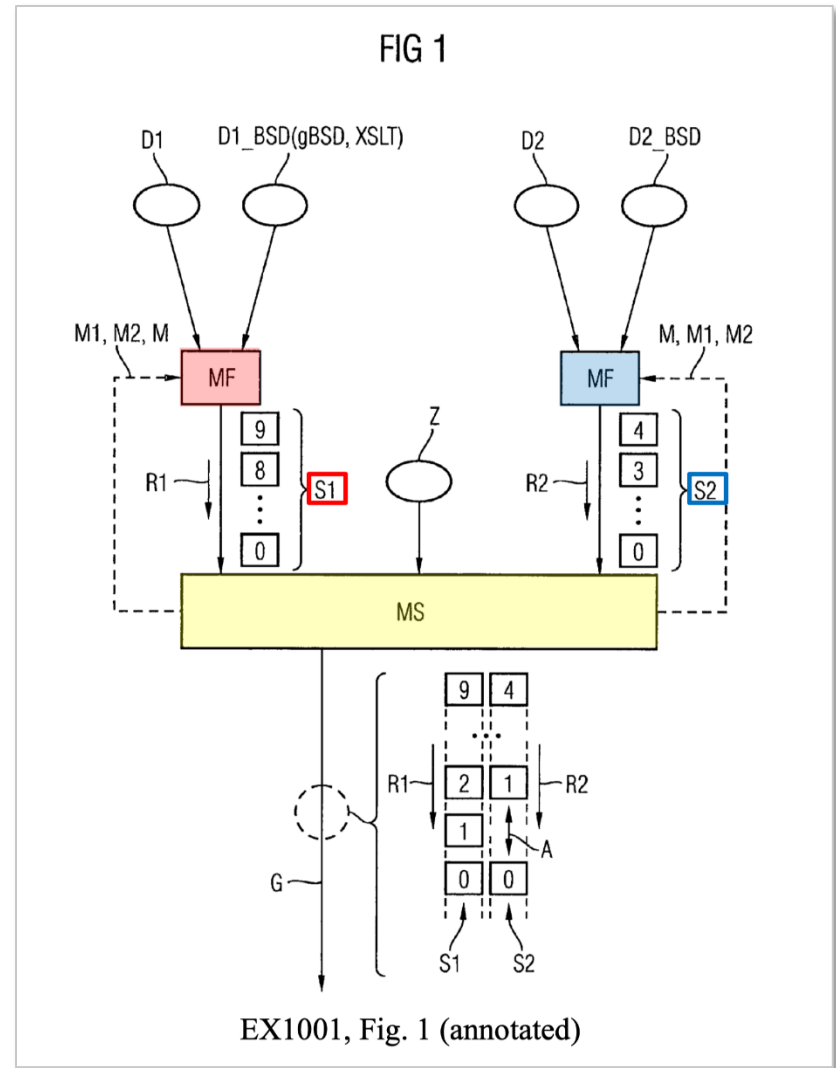 FIG 1
D1 D1_BSD(gBSD, XSLT) D2 D2_BSD
M1, M2, M M, M1, M2
MF MF
Z
9 4
R1 8 S1 R2 3 S2
0 0
MS
9 4
R1 2 1 R2
1 A
G 0 0
S1 S2
EX1001, Fig. 1 (annotated)